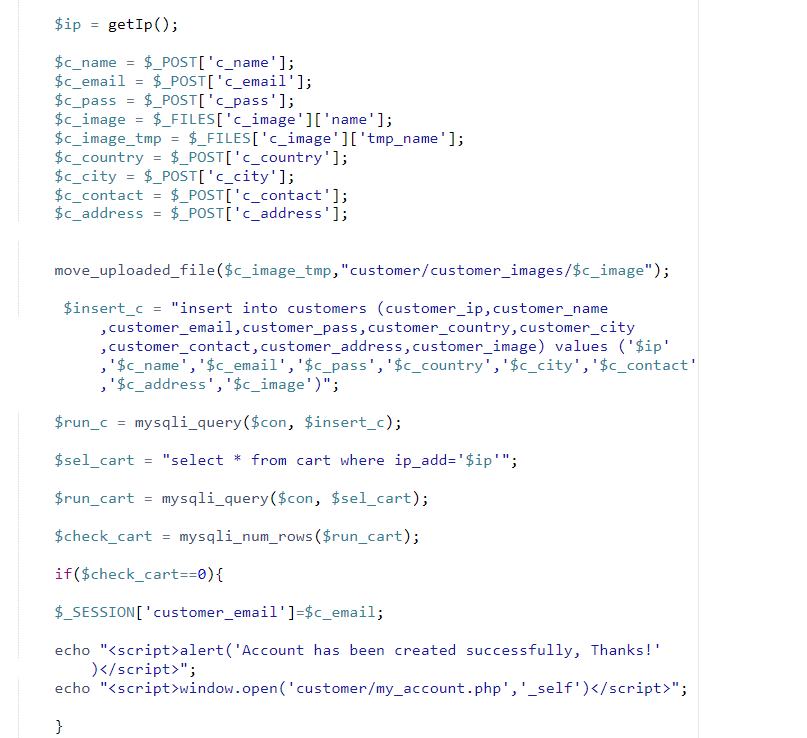 $ip = getIp();
$c_name = $_POST['c_name'];
$c_email = $_POST['c_email'];
$c_pass = $_POST['c_pass'];
$c_image = $_FILES['c_image']['name'];
$c_image_tmp = $_FILES['c_image']['tmp_name'];
$c_country = $_POST['c_country'];
$c_city = $_POST['c_city'];
$c_contact = $_POST['c_contact'];
$c_address = $_POST['c_address'];
move_uploaded_file($c_image_tmp,"customer/customer_images/$c_image");
$insert_c = "insert into customers (customer_ip,customer_name
,customer_email,customer_pass,customer_country,customer_city
,customer_contact,customer_address,customer_image) values ('$ip'
,'$c_name','$c_email','$c_pass','$c_country','$c_city','$c_contact'
,'$c_address','$c_image')";
$run_c = mysqli_query($con, $insert_c);
$sel_cart = "select * from cart where ip_add='$ip'";
$run_cart = mysqli_query($con, $sel_cart);
$check_cart = mysqli_num_rows($run_cart);
if($check_cart==0){
$_SESSION['customer_email']=$c_email;
echo "<script>alert('Account has been created successfully, Thanks!'
)</script>";
echo "<script>window.open('customer/my_account.php','_self')</script>";
}